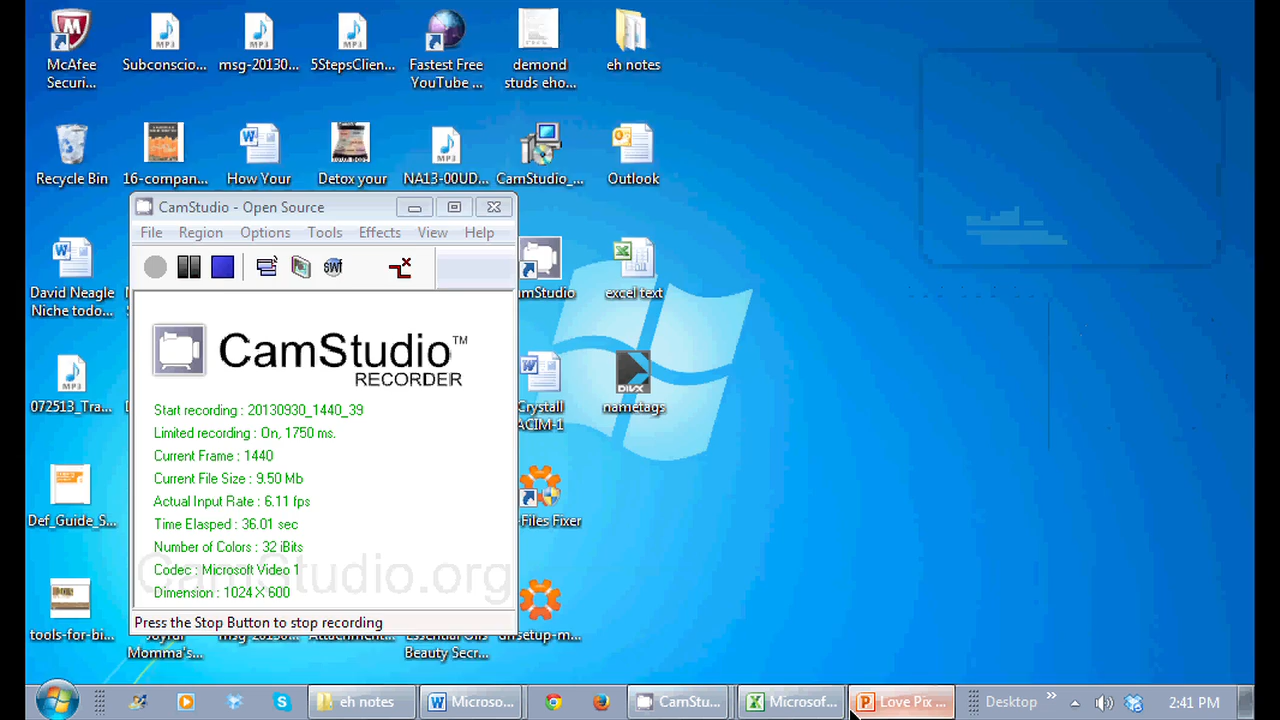 McAfee
Securi...
Subconscio...
msg-20130...
5StepsClien...
Fastest Free
YouTube ...
demond
studs eho...
eh notes
Recycle Bin
16-compan...
How Your
Detox your
NA13-00UD...
CamStudio_...
Outlook
CamStudio - Open Source
File Region Options Tools Effects View Help
David Neagle
Niche todo...
excel text
CamStudio™
RECORDER
Start recording : 20130930_1440_39
Limited recording : On, 1750 ms.
Current Frame : 1440
Current File Size : 9.50 Mb
Actual Input Rate : 6.11 fps
Time Elasped : 36.01 sec
Number of Colors : 32 iBits
Codec : Microsoft Video 1
Dimension : 1024 X 600
CamStudio.org
Press the Stop Button to stop recording
072513_Tra...
Crystall
ACIM-1
DIVX
nametags
Def_Guide_S...
-Files Fixer
tools-for-bi...
Momma's...
Beauty Secr...
eh notes
Microso...
CamStu...
Microsof...
Love Pix ...
Desktop
2:41 PM